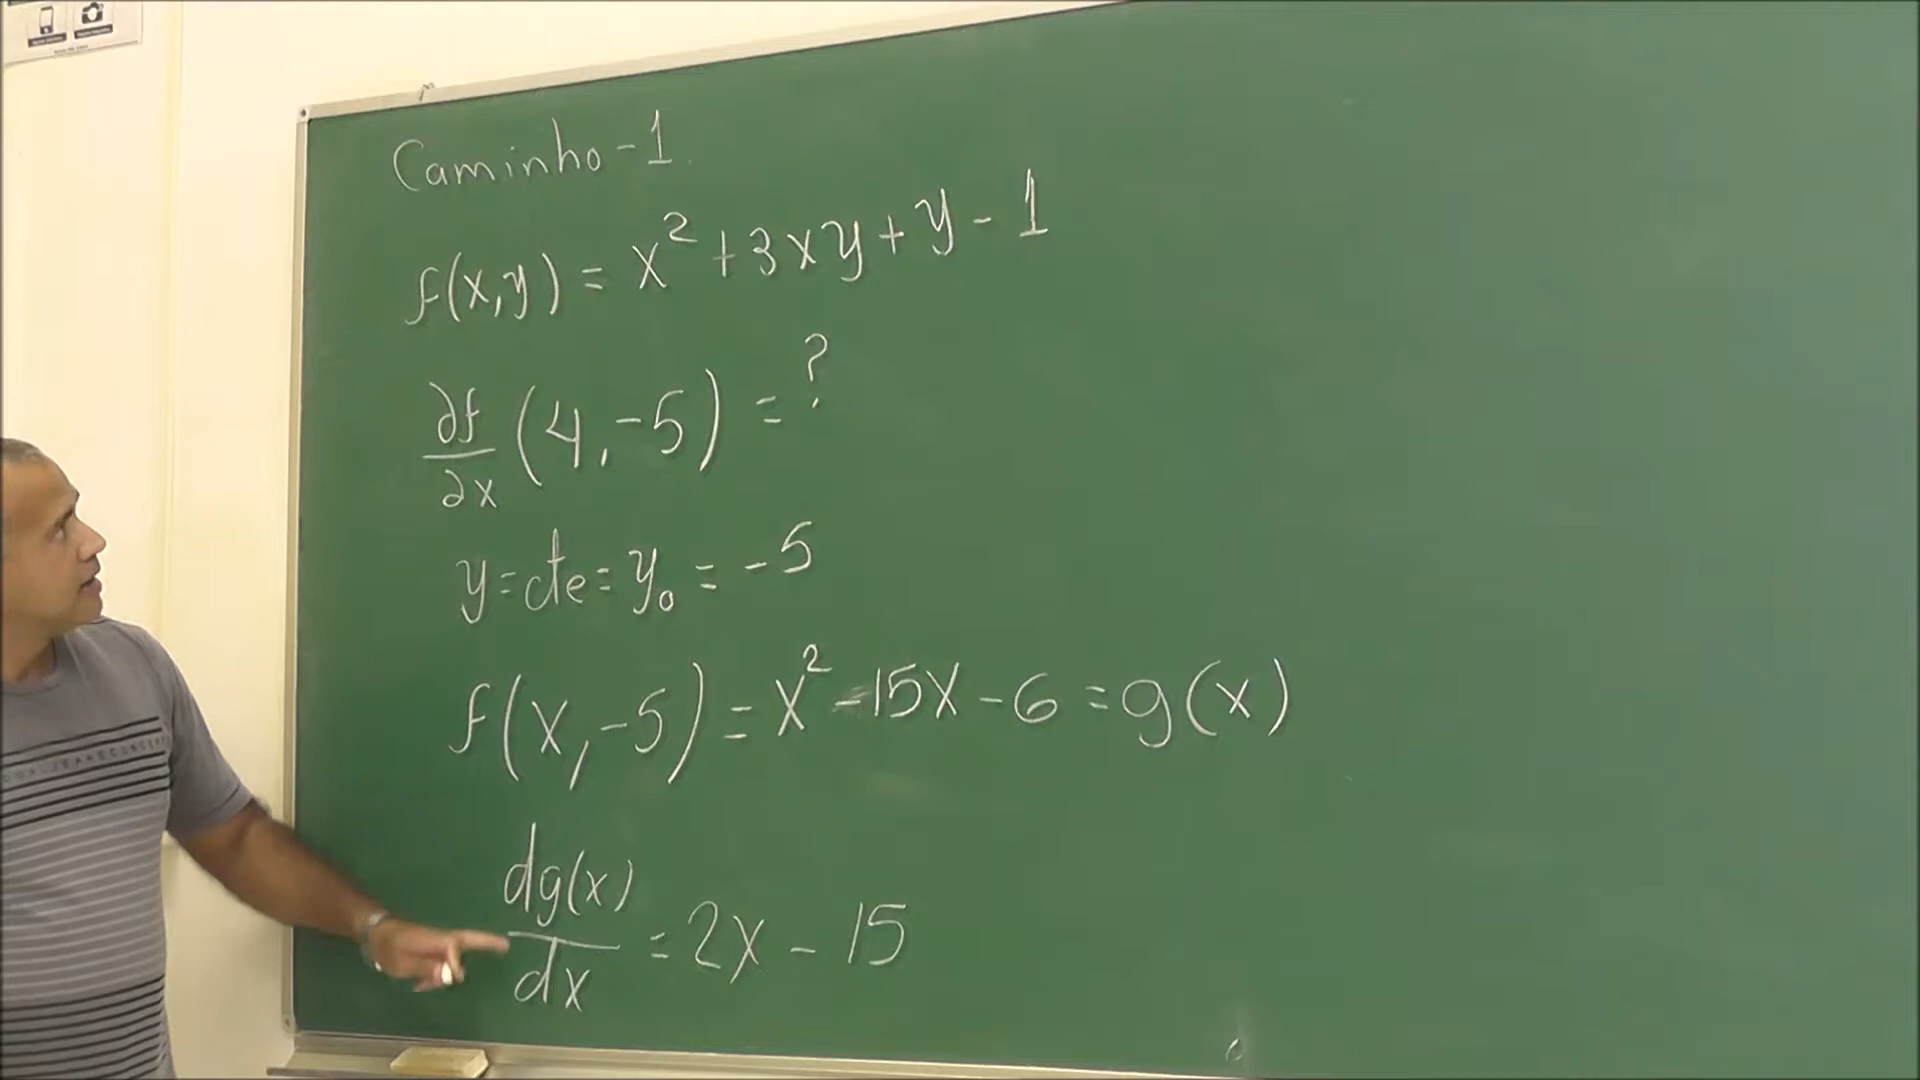 Caminho-1.
f(x,y) = x² + 3xy + y - 1
∂f/∂x (4,-5) = ?
y = cte = y₀ = -5
f(x,-5) = x² - 15x - 6 = g(x)
dg(x)/dx = 2x - 15